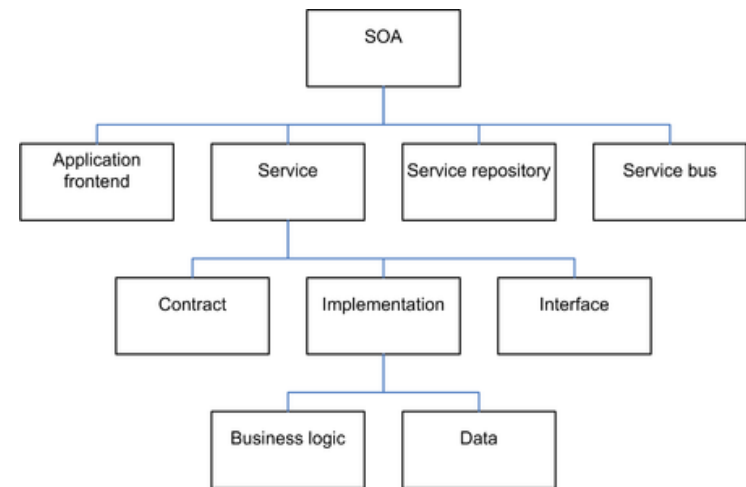 SOA
Application
frontend
Service
Service repository
Service bus
Contract
Implementation
Interface
Business logic
Data